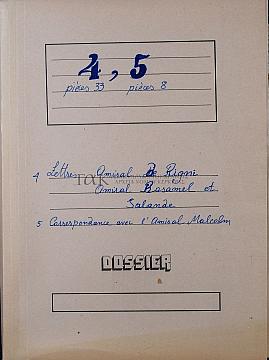 4, 5
pièces 33 pièces 8
4 Lettres Amiral De Rigni
Amiral Rosamel et
Lalande
5 Correspondance avec l'Amiral Malcolm
DOSSIER